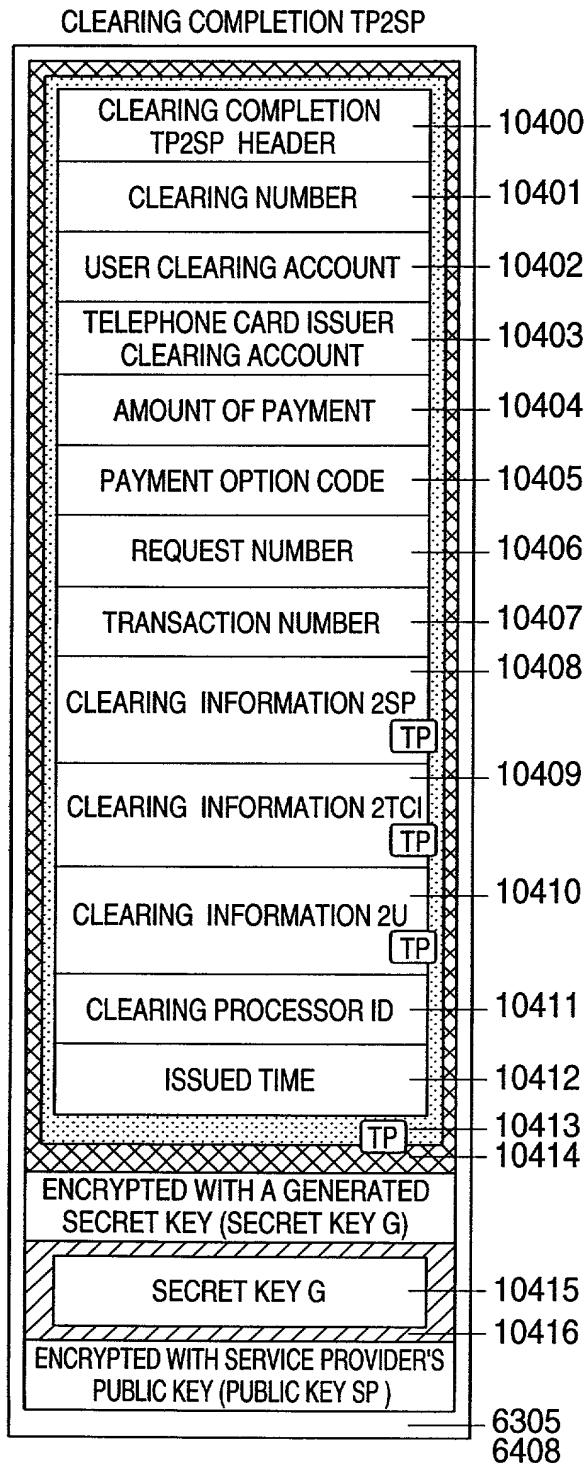 CLEARING COMPLETION TP2SP
CLEARING COMPLETION
TP2SP HEADER
10400
CLEARING NUMBER
10401
USER CLEARING ACCOUNT
10402
TELEPHONE CARD ISSUER
CLEARING ACCOUNT
10403
AMOUNT OF PAYMENT
10404
PAYMENT OPTION CODE
10405
REQUEST NUMBER
10406
TRANSACTION NUMBER
10407
10408
CLEARING INFORMATION 2SP
TP
10409
CLEARING INFORMATION 2TCI
TP
10410
CLEARING INFORMATION 2U
TP
CLEARING PROCESSOR ID
10411
ISSUED TIME
10412
TP
10413
10414
ENCRYPTED WITH A GENERATED
SECRET KEY (SECRET KEY G)
SECRET KEY G
10415
10416
ENCRYPTED WITH SERVICE PROVIDER'S
PUBLIC KEY (PUBLIC KEY SP )
6305
6408